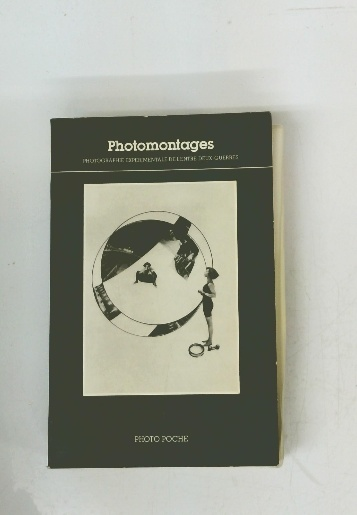 Photomontages
PHOTOGRAPHIE EXPERIMENTALE DE L'ENTRE-DEUX-GUERRES
PHOTO POCHE